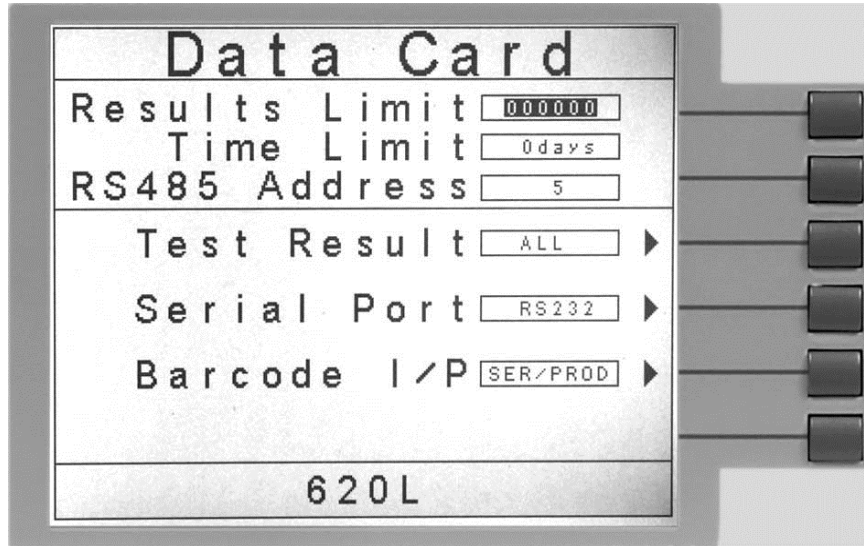 Data Card
Results Limit 000000
Time Limit 0days
RS485 Address 5
Test Result ALL
Serial Port RS232
Barcode I/P SER/PROD
620L